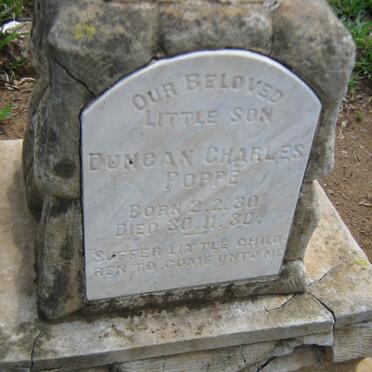 OUR BELOVED
LITTLE SON
DUNCAN CHARLES
POPPE
BORN 2.2.30.
DIED 30.11.30.
SUFFER LITTLE CHILD
REN, TO COME UNTO ME